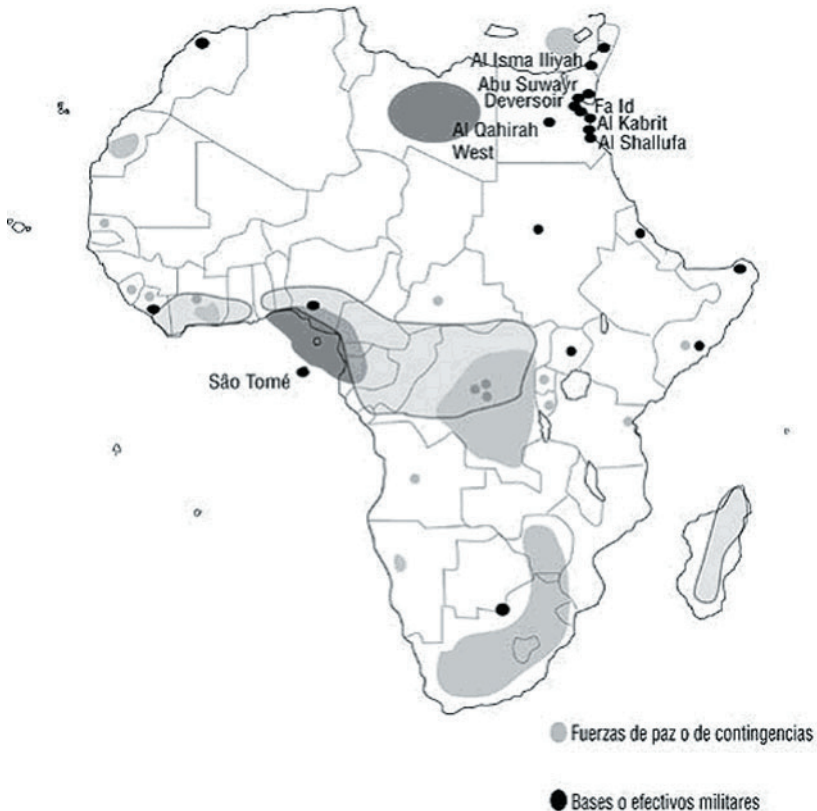 Al Isma Iliyah
Abu Suwayr
Deversoir
Fa Id
Al Qahirah
West
Al Kabrit
Al Shallufa
Sâo Tomé
Fuerzas de paz o de contingencias
Bases o efectivos militares